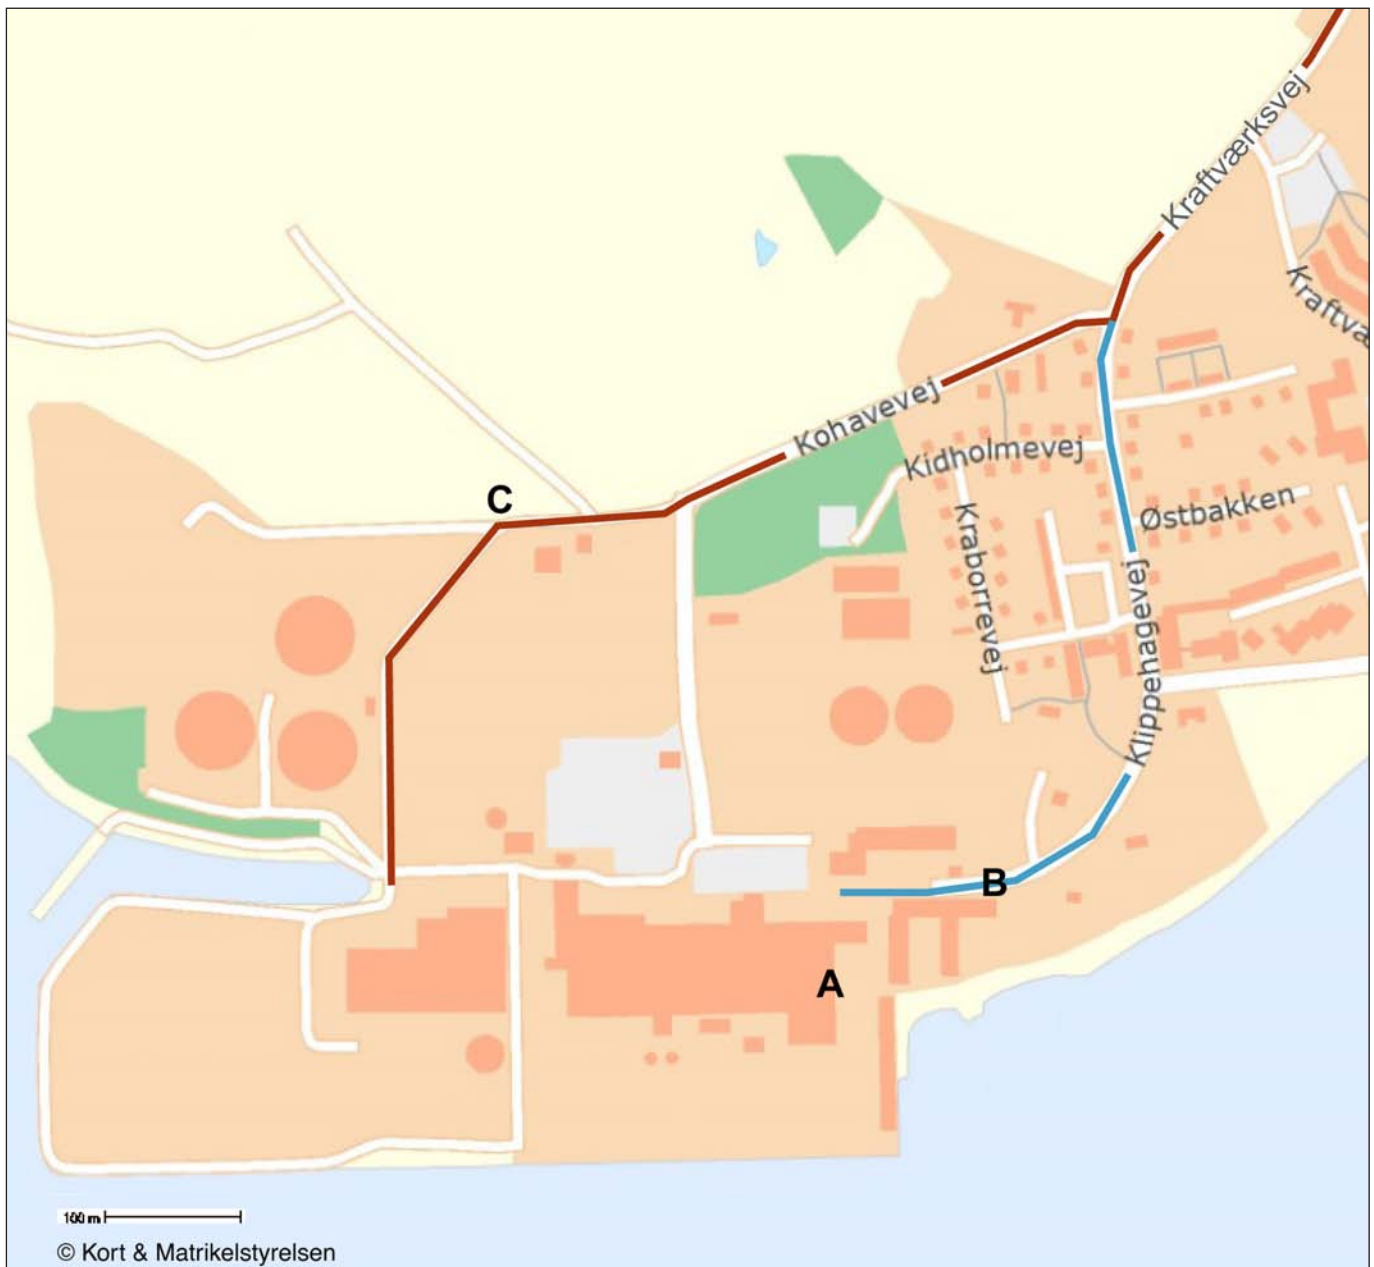 Kraftværksvej
Kraftvæ
Kohavevej
Kidholmevej
C
Østbakken
Kraborrevej
Klippehagevej
B
A
100 m
© Kort & Matrikelstyrelsen